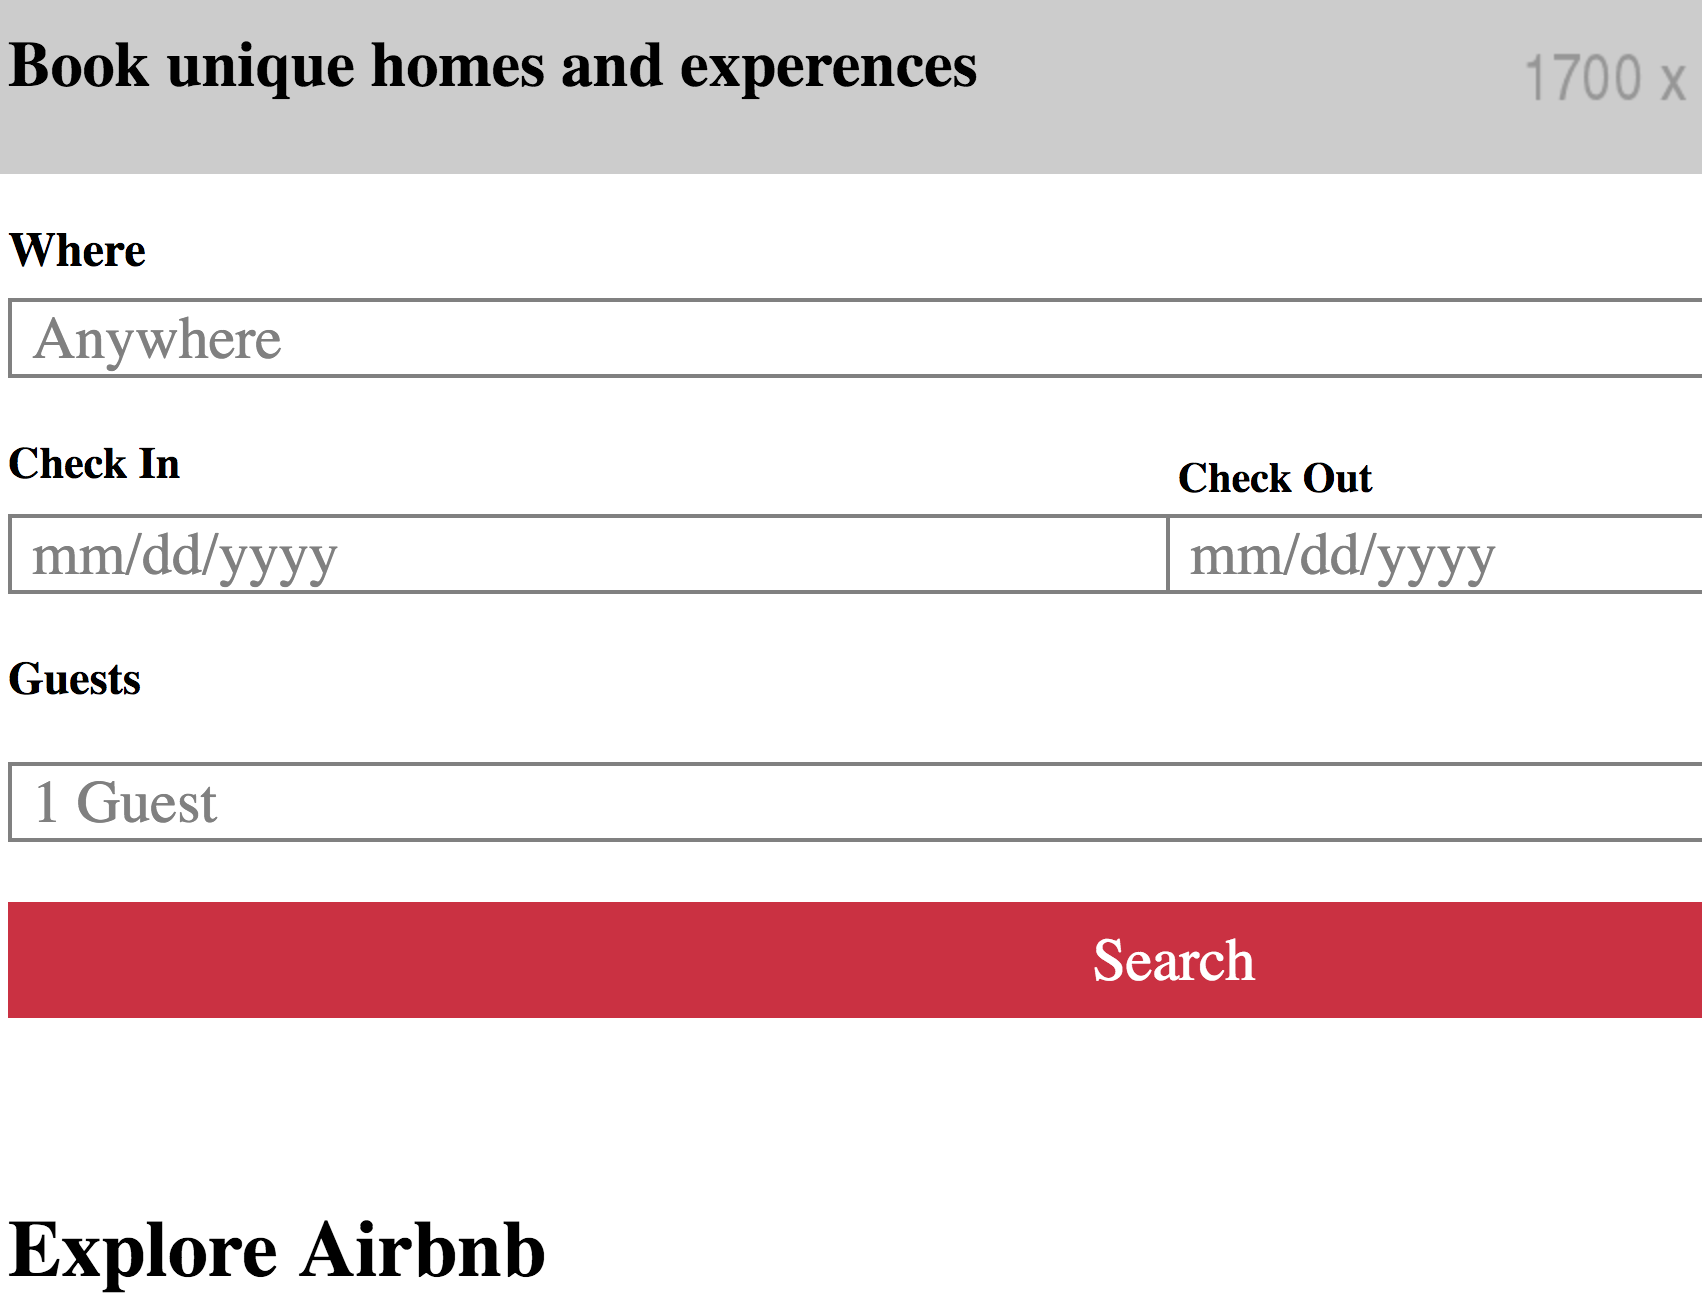 Book unique homes and experences
1700 x
Where
Anywhere
Check In
Check Out
mm/dd/yyyy
mm/dd/yyyy
Guests
1 Guest
Search
Explore Airbnb